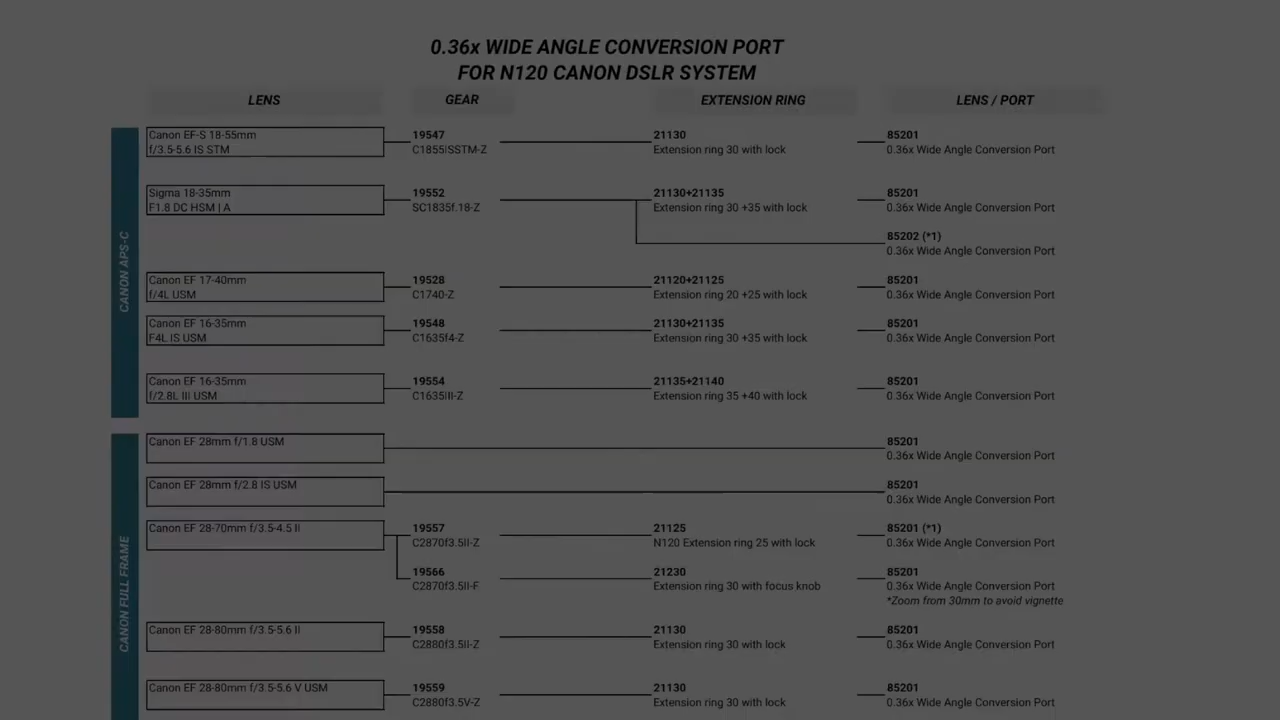 0.36x WIDE ANGLE CONVERSION PORT
FOR N120 CANON DSLR SYSTEM
LENS GEAR EXTENSION RING LENS / PORT
CANON APS-C
Canon EF-S 18-55mm 19547 21130 85201
f/3.5-5.6 IS STM C1855ISSTM-Z Extension ring 30 with lock 0.36x Wide Angle Conversion Port
Sigma 18-35mm 19552 21130+21135 85201
F1.8 DC HSM | A SC1835f.18-Z Extension ring 30 +35 with lock 0.36x Wide Angle Conversion Port
85202 (*1)
0.36x Wide Angle Conversion Port
Canon EF 17-40mm 19528 21120+21125 85201
f/4L USM C1740-Z Extension ring 20 +25 with lock 0.36x Wide Angle Conversion Port
Canon EF 16-35mm 19548 21130+21135 85201
F4L IS USM C1635f4-Z Extension ring 30 +35 with lock 0.36x Wide Angle Conversion Port
Canon EF 16-35mm 19554 21135+21140 85201
f/2.8L III USM C1635III-Z Extension ring 35 +40 with lock 0.36x Wide Angle Conversion Port
CANON FULL FRAME
Canon EF 28mm f/1.8 USM 85201
0.36x Wide Angle Conversion Port
Canon EF 28mm f/2.8 IS USM 85201
0.36x Wide Angle Conversion Port
Canon EF 28-70mm f/3.5-4.5 II 19557 21125 85201 (*1)
C2870f3.5II-Z N120 Extension ring 25 with lock 0.36x Wide Angle Conversion Port
19566 21230 85201
C2870f3.5II-F Extension ring 30 with focus knob 0.36x Wide Angle Conversion Port
*Zoom from 30mm to avoid vignette
Canon EF 28-80mm f/3.5-5.6 II 19558 21130 85201
C2880f3.5II-Z Extension ring 30 with lock 0.36x Wide Angle Conversion Port
Canon EF 28-80mm f/3.5-5.6 V USM 19559 21130 85201
C2880f3.5V-Z Extension ring 30 with lock 0.36x Wide Angle Conversion Port